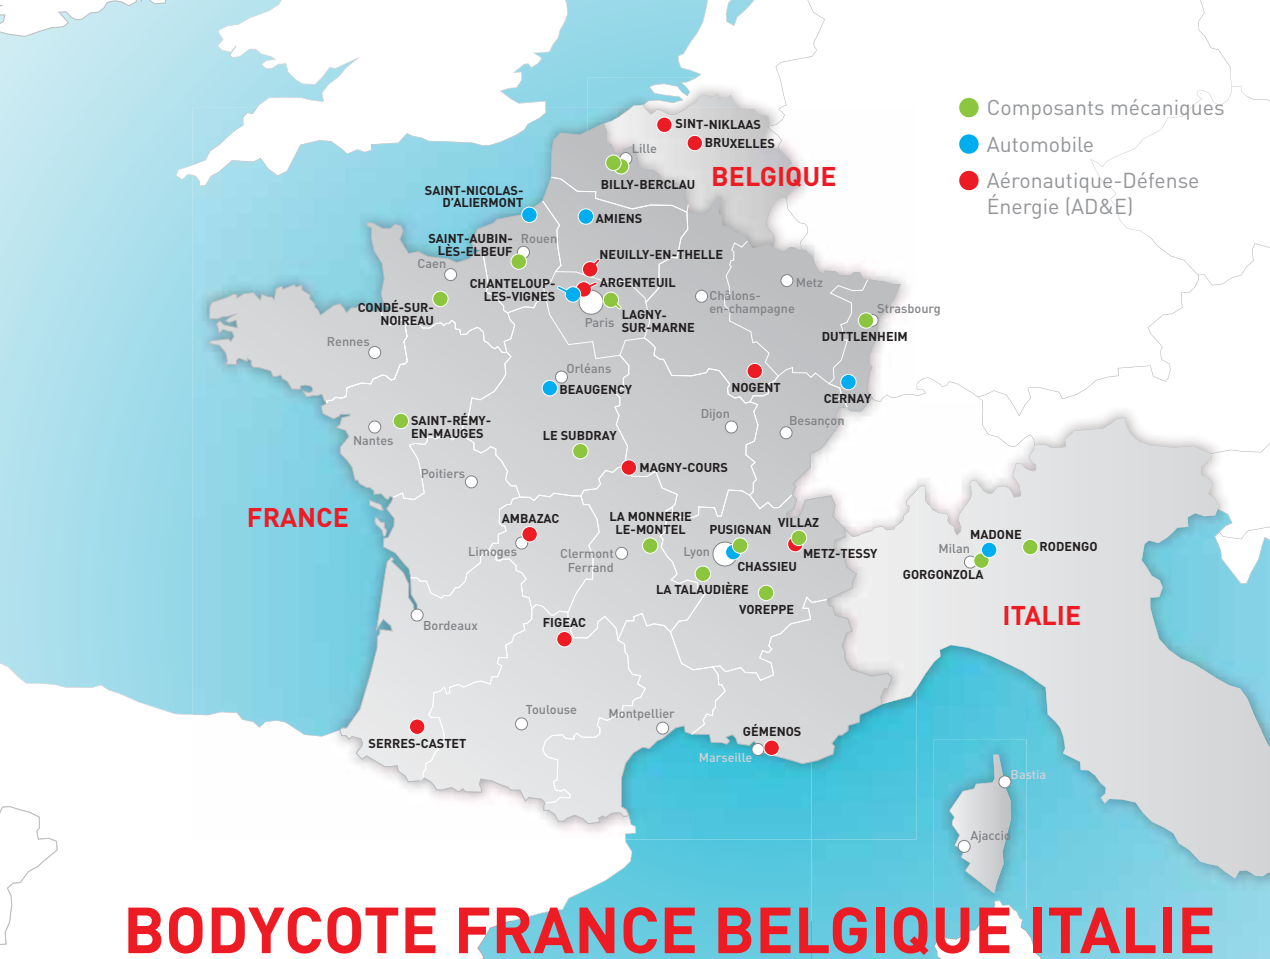 Composants mécaniques
Automobile
Aéronautique-Défense
Énergie (AD&E)
SINT-NIKLAAS
BRUXELLES
Lille
BILLY-BERCLAU
BELGIQUE
SAINT-NICOLAS-
D'ALIERMONT
AMIENS
SAINT-AUBIN-
LÈS-ELBEUF
Rouen
NEUILLY-EN-THELLE
Caen
CHANTELOUP-
LES-VIGNES
ARGENTEUIL
Metz
Châlons-
en-champagne
CONDÉ-SUR-
NOIREAU
Paris
LAGNY-
SUR-MARNE
Strasbourg
DUTTLENHEIM
Rennes
Orléans
BEAUGENCY
NOGENT
CERNAY
SAINT-RÉMY-
EN-MAUGES
Nantes
LE SUBDRAY
Dijon
Besançon
Poitiers
MAGNY-COURS
FRANCE
AMBAZAC
Limoges
LA MONNERIE
LE-MONTEL
Clermont
Ferrand
PUSIGNAN
VILLAZ
Lyon
METZ-TESSY
CHASSIEU
LA TALAUDIÈRE
VOREPPE
MADONE
Milan
RODENGO
GORGONZOLA
ITALIE
Bordeaux
FIGEAC
Toulouse
Montpellier
SERRES-CASTET
GÉMENOS
Marseille
Bastia
Ajaccio
BODYCOTE FRANCE BELGIQUE ITALIE